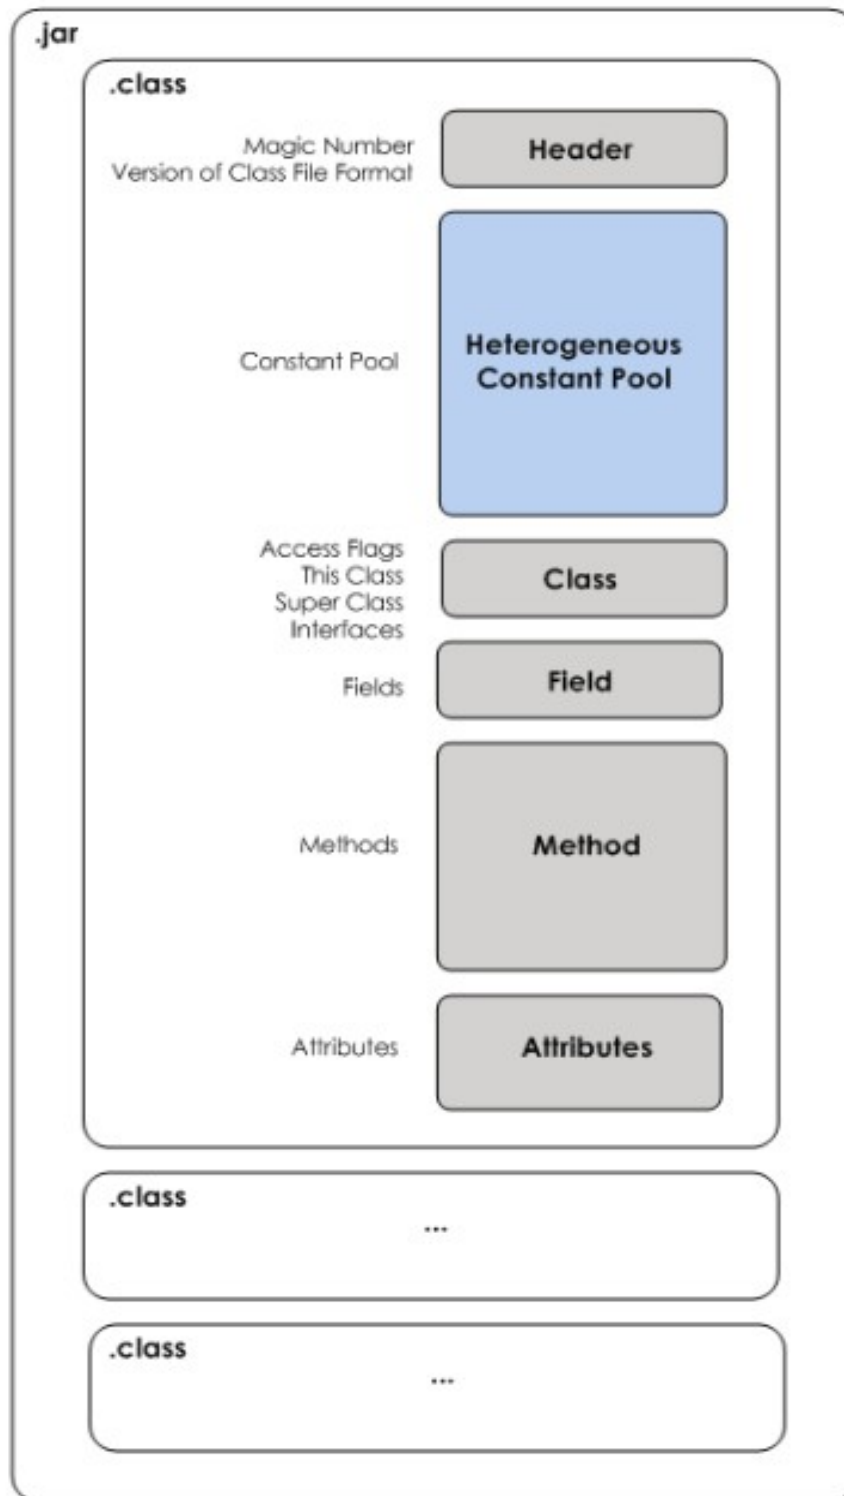 .jar
.class
Magic Number
Version of Class File Format
Header
Constant Pool
Heterogeneous
Constant Pool
Access Flags
This Class
Super Class
Interfaces
Class
Fields
Field
Methods
Method
Attributes
Attributes
.class
...
.class
...